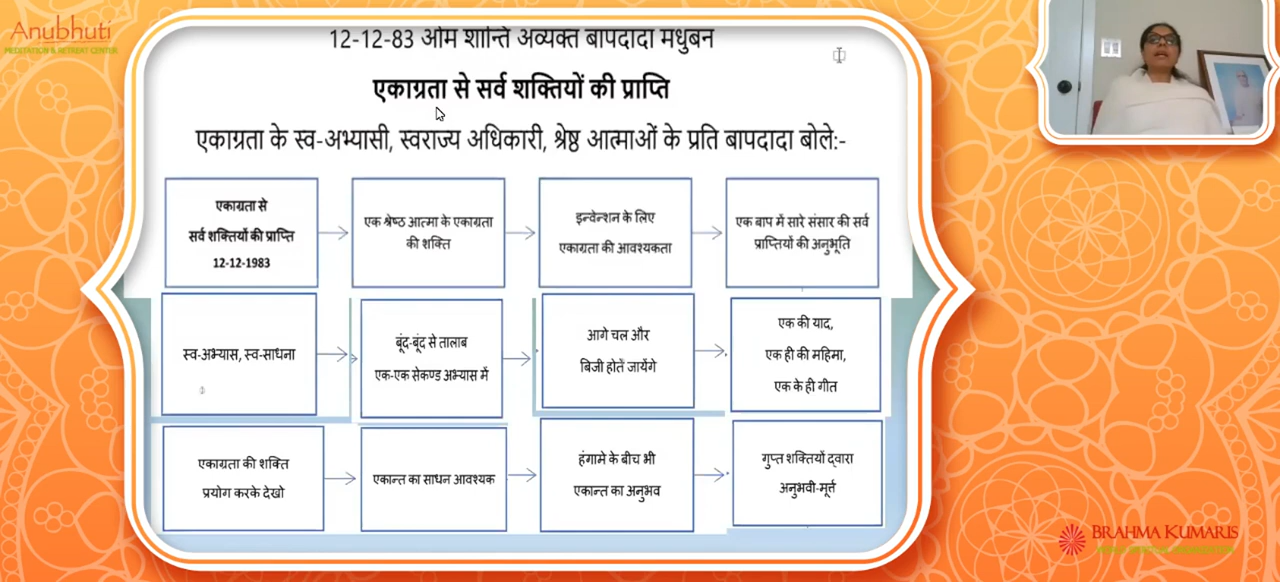 Anubhuti
MEDITATION & RETREAT CENTER
12-12-83 ओम शान्ति अव्यक्त बापदादा मधुबन
एकाग्रता से सर्व शक्तियों की प्राप्ति
एकाग्रता के स्व-अभ्यासी, स्वराज्य अधिकारी, श्रेष्ठ आत्माओं के प्रति बापदादा बोले:-
एकाग्रता से
सर्व शक्तियों की प्राप्ति
12-12-1983
एक श्रेष्ठ आत्मा के एकाग्रता
की शक्ति
इन्वेन्शन के लिए
एकाग्रता की आवश्यकता
एक बाप में सारे संसार की सर्व
प्राप्तियों की अनुभूति
स्व-अभ्यास, स्व-साधना
बूंद-बूंद से तालाब
एक-एक सेकण्ड अभ्यास में
आगे चल और
बिजी होतें जायेंगे
एक की याद,
एक ही की महिमा,
एक के ही गीत
एकाग्रता की शक्ति
प्रयोग करके देखो
एकान्त का साधन आवश्यक
हंगामे के बीच भी
एकान्त का अनुभव
गुप्त शक्तियों द्वारा
अनुभवी-मूर्त्त
BRAHMA KUMARIS